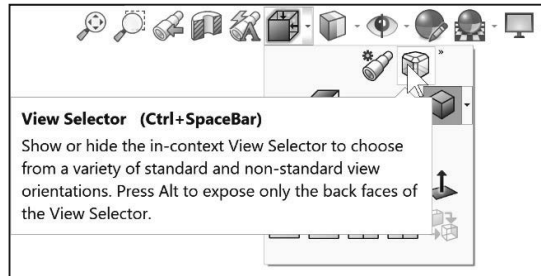 »
View Selector (Ctrl+SpaceBar)
Show or hide the in-context View Selector to choose
from a variety of standard and non-standard view
orientations. Press Alt to expose only the back faces of
the View Selector.